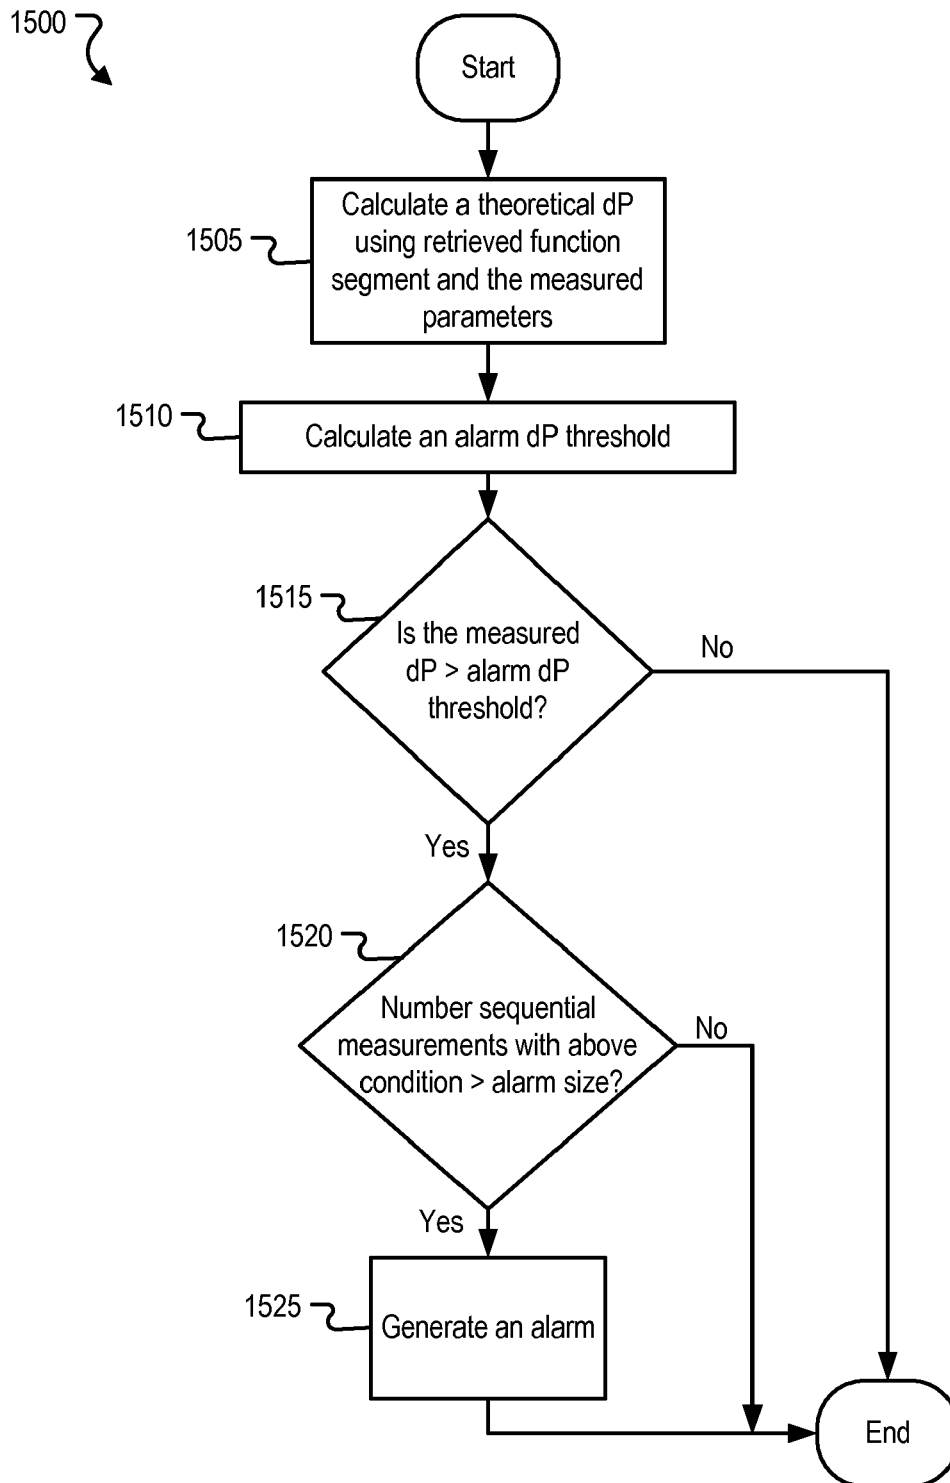 1500
Start
1505
Calculate a theoretical dP
using retrieved function
segment and the measured
parameters
1510
Calculate an alarm dP threshold
1515
Is the measured
dP > alarm dP
threshold?
No
Yes
1520
Number sequential
measurements with above
condition > alarm size?
No
Yes
1525
Generate an alarm
End